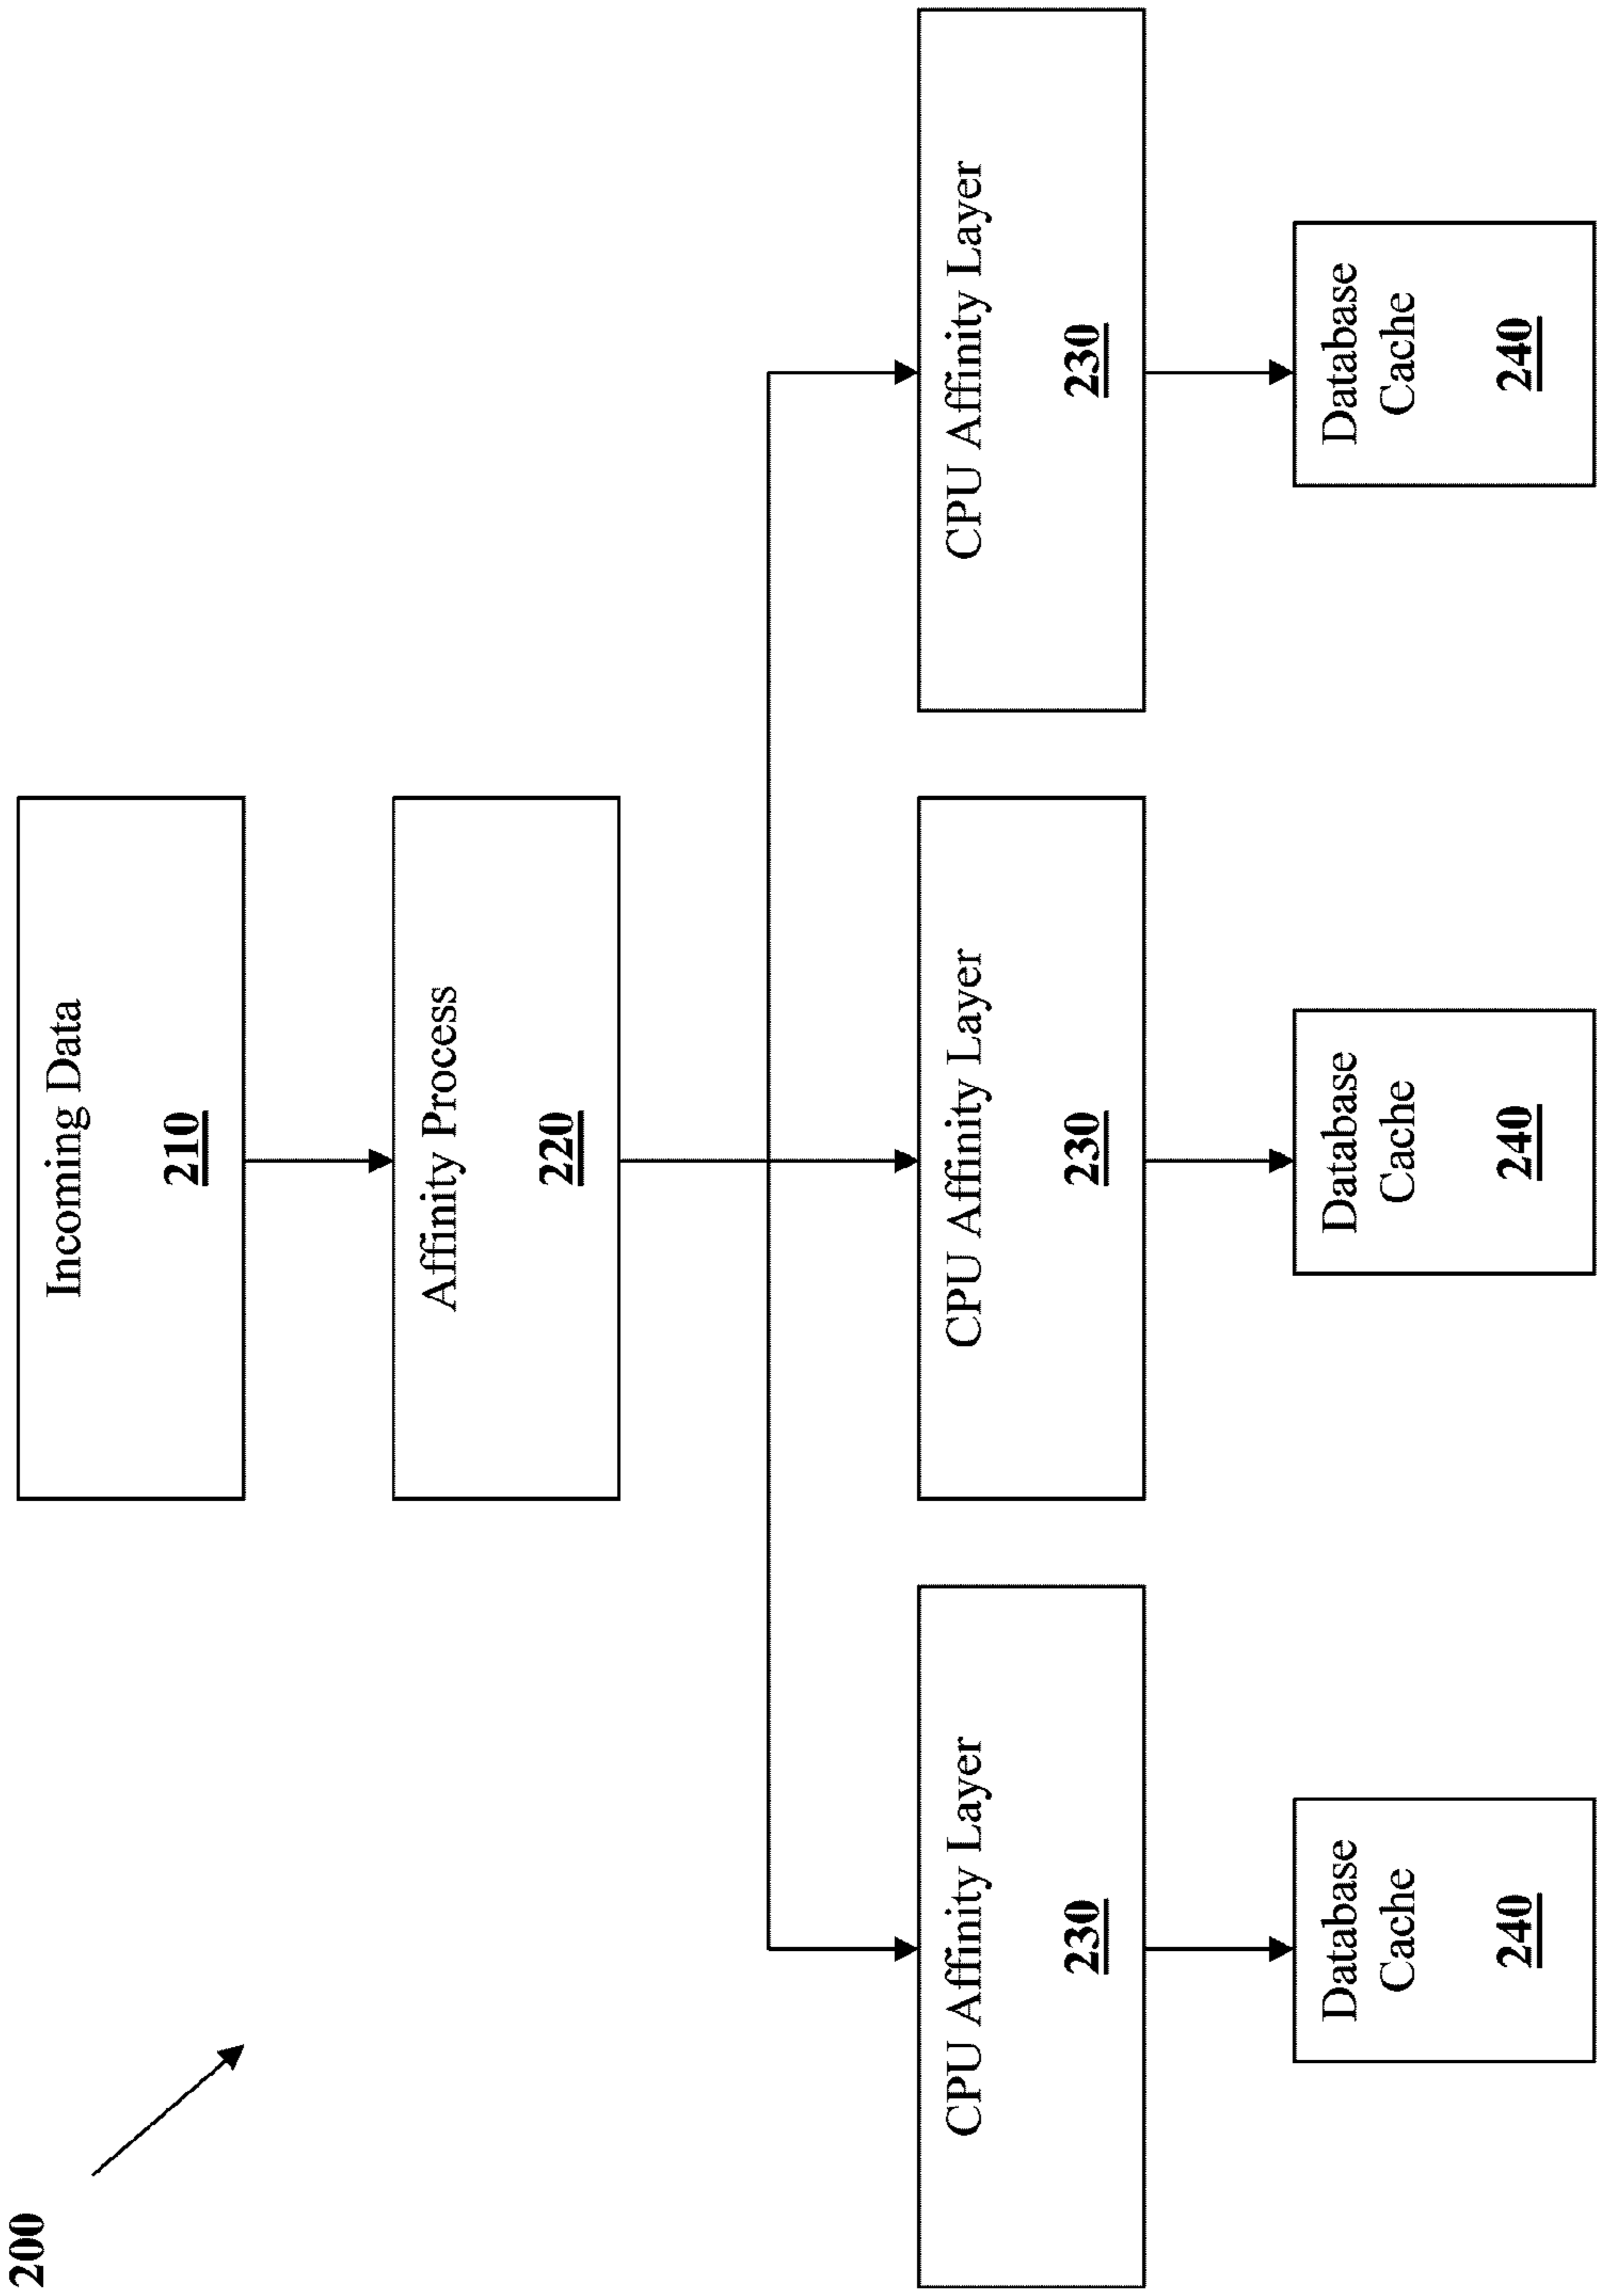 200
Incoming Data
210
Affinity Process
220
CPU Affinity Layer
230
CPU Affinity Layer
230
CPU Affinity Layer
230
Database
Cache
240
Database
Cache
240
Database
Cache
240